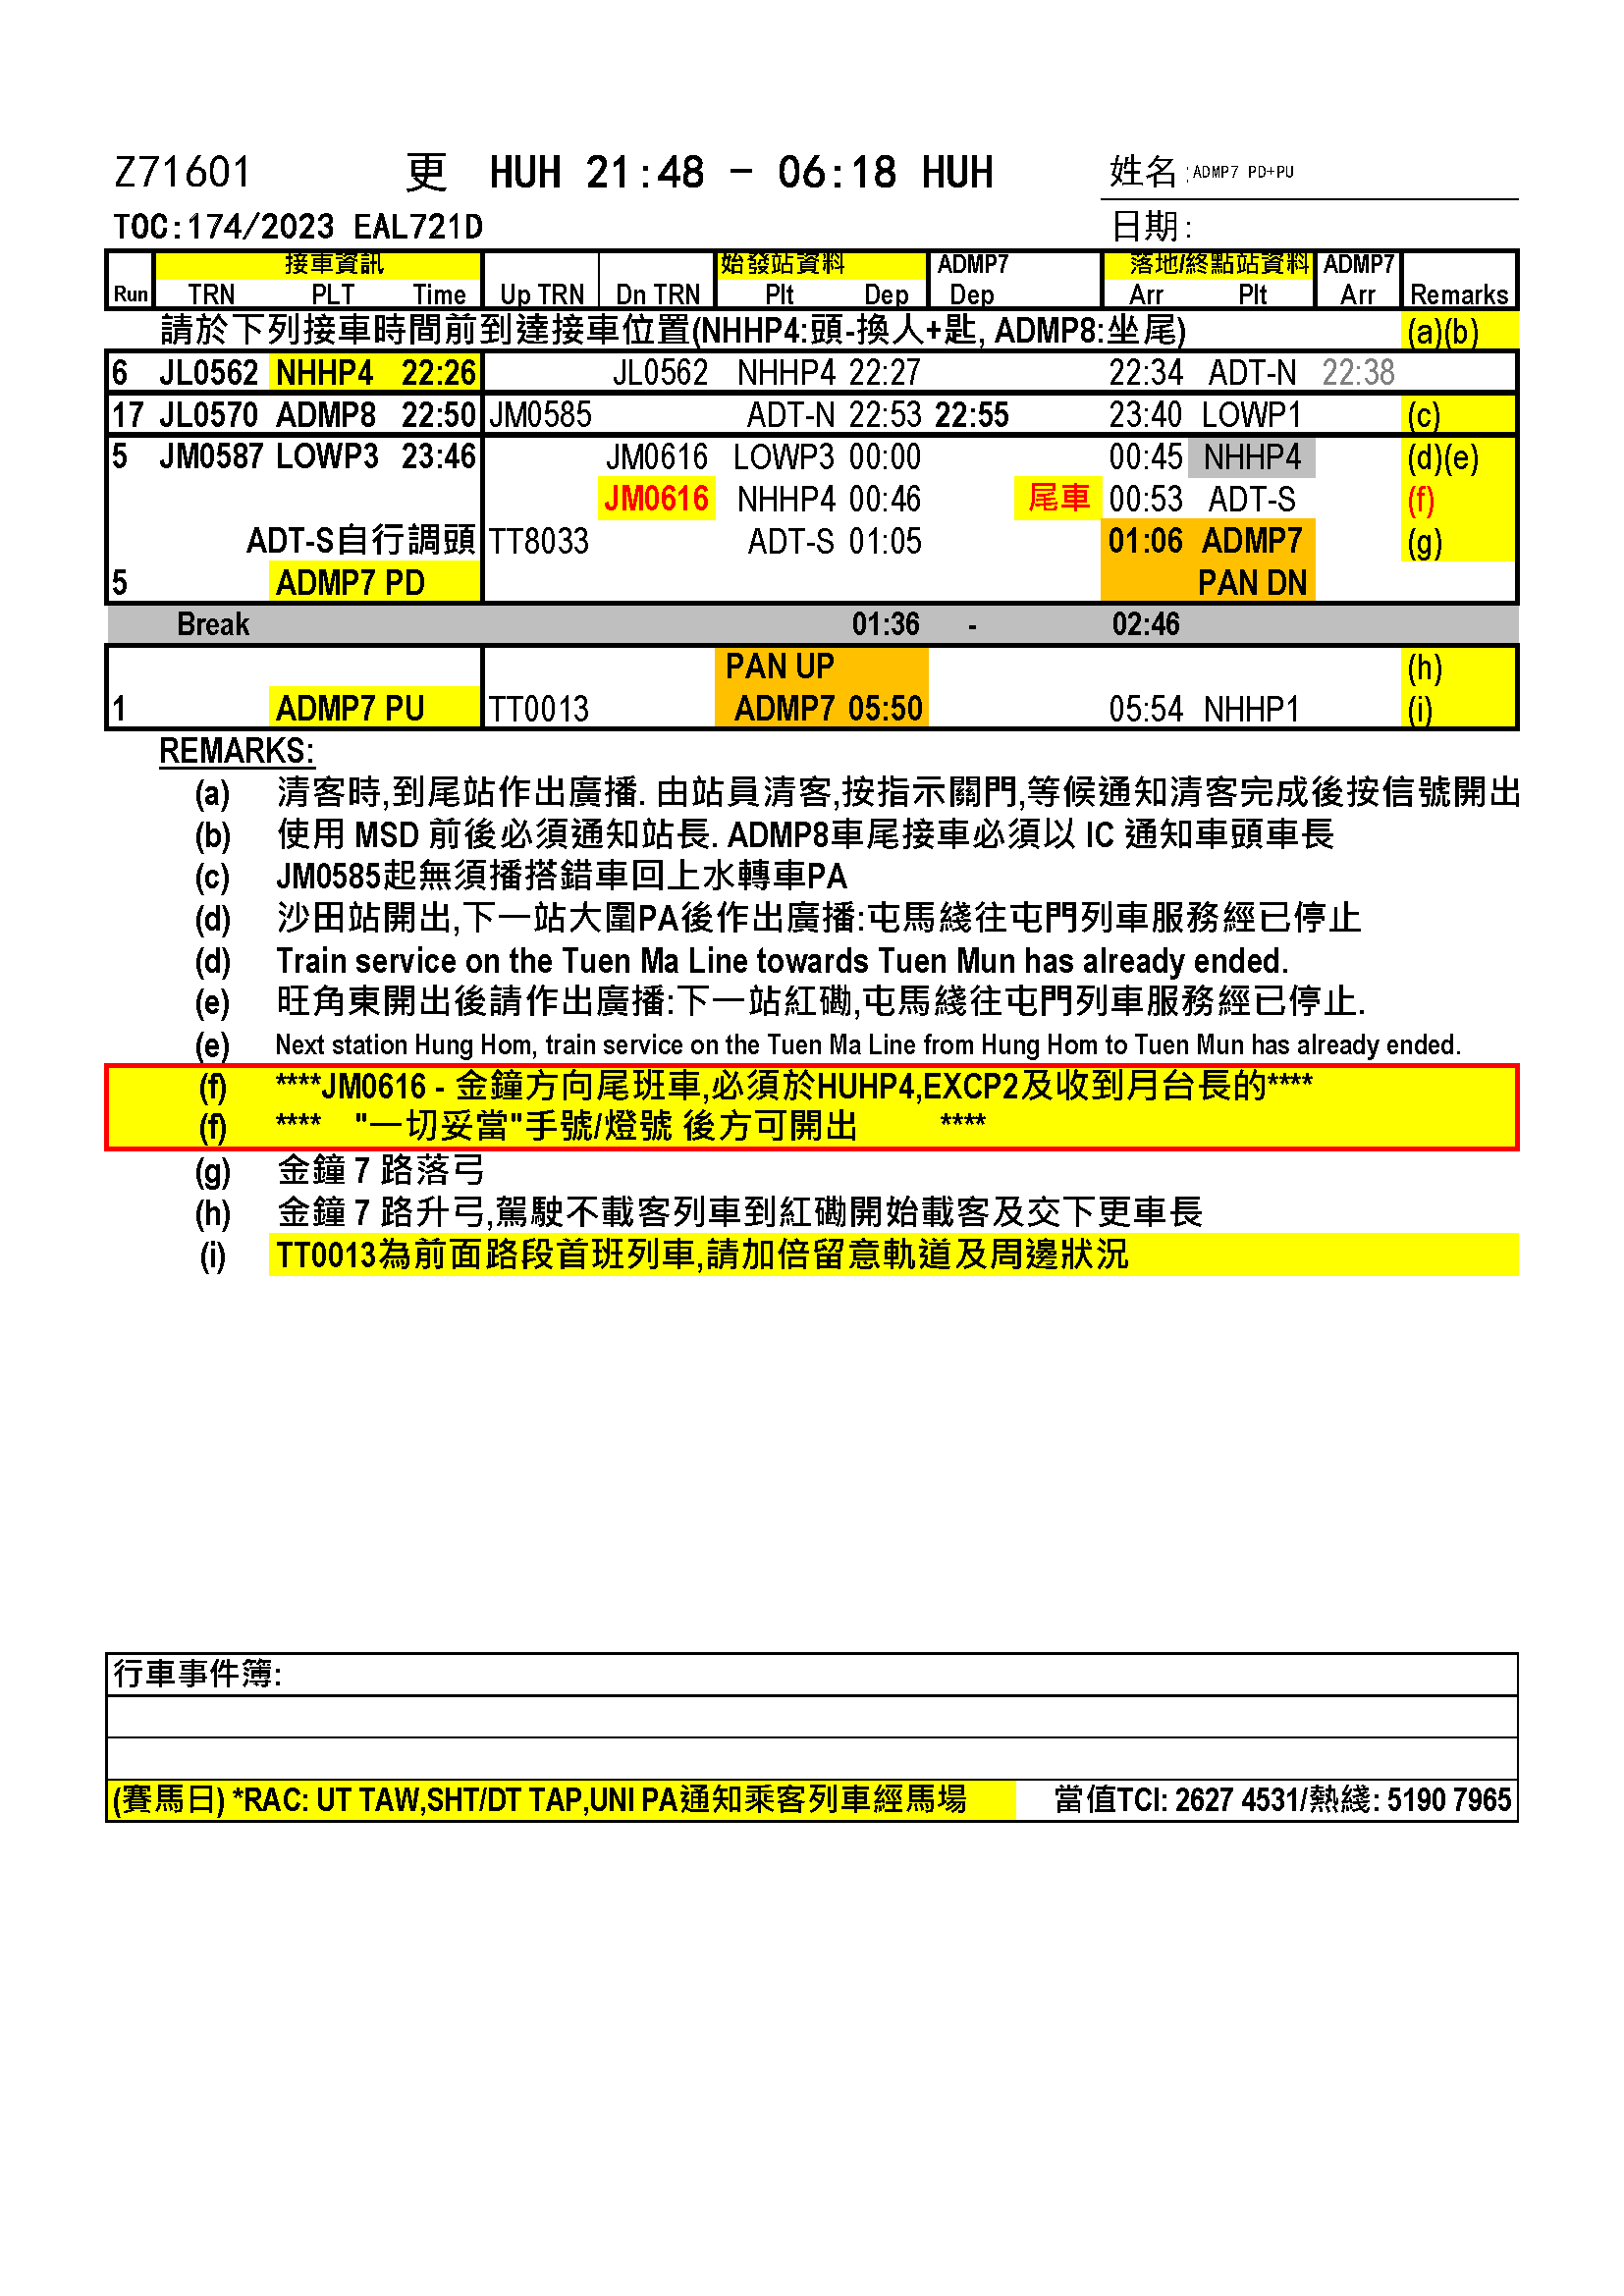 Z71601 更 HUH 21:48 - 06:18 HUH 姓名:ADMP7 PD+PU
TOC:174/2023 EAL721D 日期:
接車資訊 始發站資料 ADMP7 落地/終點站資料 ADMP7
Run TRN PLT Time Up TRN Dn TRN Plt Dep Dep Arr Plt Arr Remarks
請於下列接車時間前到達接車位置(NHHP4:頭-換人+匙, ADMP8:坐尾) (a)(b)
6 JL0562 NHHP4 22:26 JL0562 NHHP4 22:27 22:34 ADT-N 22:38
17 JL0570 ADMP8 22:50 JM0585 ADT-N 22:53 22:55 23:40 LOWP1 (c)
5 JM0587 LOWP3 23:46 JM0616 LOWP3 00:00 00:45 NHHP4 (d)(e)
JM0616 NHHP4 00:46 尾車 00:53 ADT-S (f)
ADT-S自行調頭 TT8033 ADT-S 01:05 01:06 ADMP7 (g)
5 ADMP7 PD PAN DN
Break 01:36 - 02:46
PAN UP (h)
1 ADMP7 PU TT0013 ADMP7 05:50 05:54 NHHP1 (i)
REMARKS:
(a) 清客時,到尾站作出廣播. 由站員清客,按指示關門,等候通知清客完成後按信號開出
(b) 使用 MSD 前後必須通知站長. ADMP8車尾接車必須以 IC 通知車頭車長
(c) JM0585起無須播搭錯車回上水轉車PA
(d) 沙田站開出,下一站大圍PA後作出廣播:屯馬綫往屯門列車服務經已停止
(d) Train service on the Tuen Ma Line towards Tuen Mun has already ended.
(e) 旺角東開出後請作出廣播:下一站紅磡,屯馬綫往屯門列車服務經已停止.
(e) Next station Hung Hom, train service on the Tuen Ma Line from Hung Hom to Tuen Mun has already ended.
(f) ****JM0616 - 金鐘方向尾班車,必須於HUHP4,EXCP2及收到月台長的****
(f) **** "一切妥當"手號/燈號 後方可開出 ****
(g) 金鐘 7 路落弓
(h) 金鐘 7 路升弓,駕駛不載客列車到紅磡開始載客及交下更車長
(i) TT0013為前面路段首班列車,請加倍留意軌道及周邊狀況
行車事件簿:
(賽馬日) *RAC: UT TAW,SHT/DT TAP,UNI PA通知乘客列車經馬場 當值TCI: 2627 4531/熱綫: 5190 7965